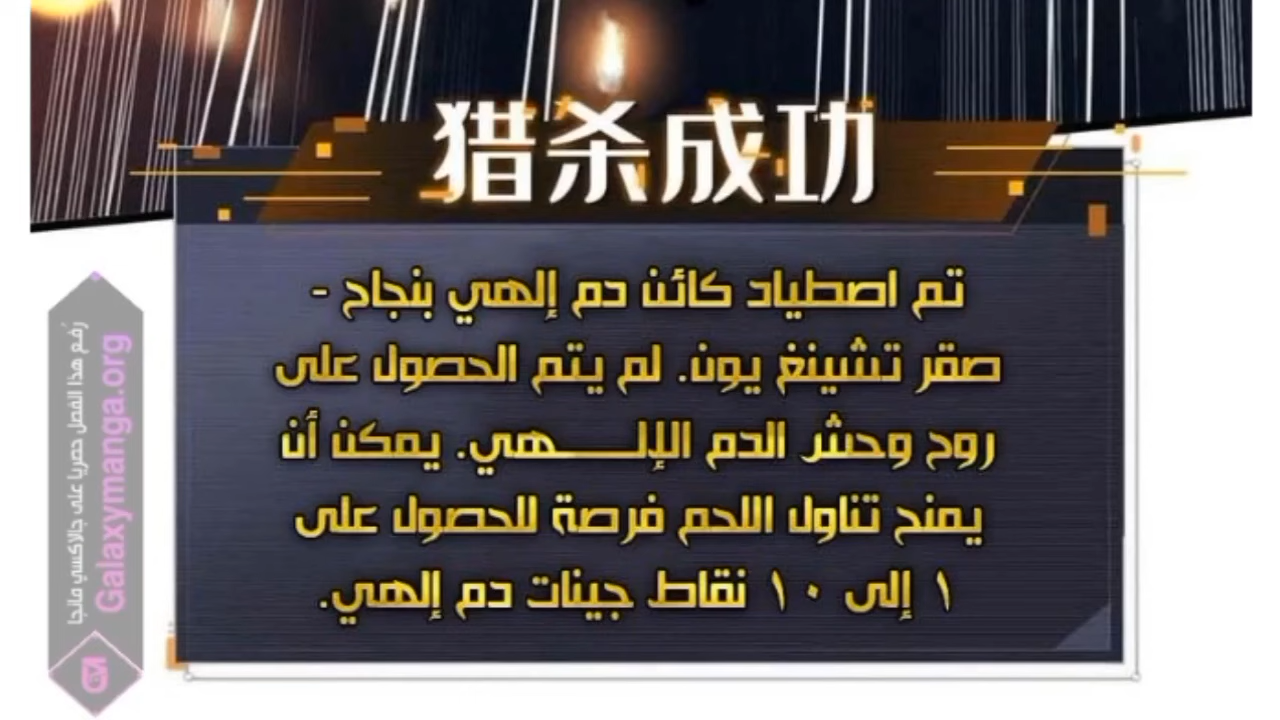 猎杀成功
تم اصطياد كائن دم إلهي بنجاح -
صقر تشينغ يون. لم يتم الحصول على
روح وحش الدم الإلـــهي. يمكن أن
يمنح تناول اللحم فرصة للحصول على
١ إلى ١٠ نقاط جينات دم إلهي.
رُفع هذا الفصل حصريا على جالاكسي مانجا
Galaxymanga.org